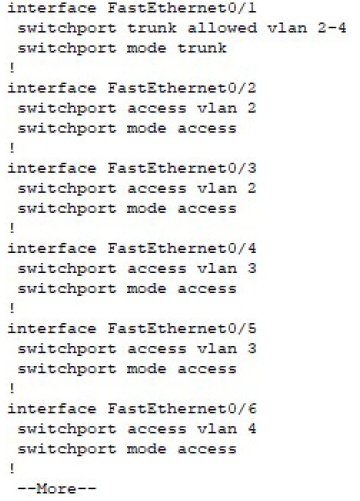 interface FastEthernet0/1
 switchport trunk allowed vlan 2-4
 switchport mode trunk
!
interface FastEthernet0/2
 switchport access vlan 2
 switchport mode access
!
interface FastEthernet0/3
 switchport access vlan 2
 switchport mode access
!
interface FastEthernet0/4
 switchport access vlan 3
 switchport mode access
!
interface FastEthernet0/5
 switchport access vlan 3
 switchport mode access
!
interface FastEthernet0/6
 switchport access vlan 4
 switchport mode access
!
 --More--